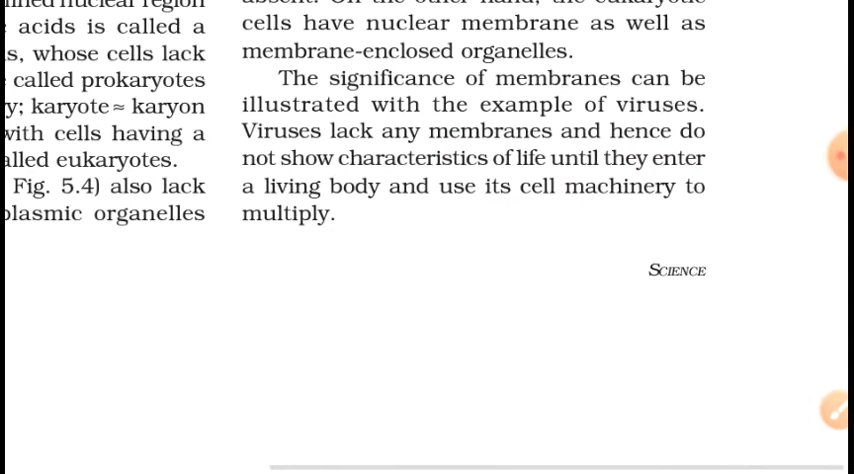 acids is called a
s, whose cells lack
called prokaryotes
y; karyote ≈ karyon
with cells having a
alled eukaryotes.
Fig. 5.4) also lack
plasmic organelles
cells have nuclear membrane as well as
membrane-enclosed organelles.
The significance of membranes can be
illustrated with the example of viruses.
Viruses lack any membranes and hence do
not show characteristics of life until they enter
a living body and use its cell machinery to
multiply.
SCIENCE